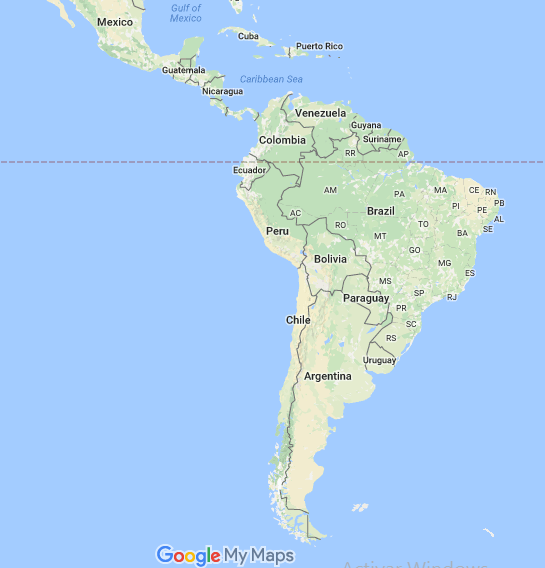 Gulf of
Mexico
Mexico
Cuba
Puerto Rico
Guatemala
Caribbean Sea
Nicaragua
Venezuela
Guyana
Colombia
Suriname
RR
AP
Ecuador
AM
PA
MA
CE
RN
PI
PE
PB
AC
Brazil
AL
RO
TO
SE
Peru
MT
BA
GO
Bolivia
MG
ES
MS
SP
Paraguay
RJ
PR
Chile
SC
RS
Uruguay
Argentina
Google My Maps
Activar Windows